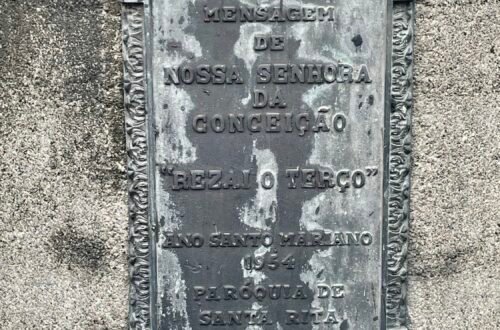 MENSAGEM
DE
NOSSA SENHORA
DA
CONCEIÇÃO
"REZAI O TERÇO"
ANO SANTO MARIANO
1954
PARÓQUIA DE
SANTA RITA